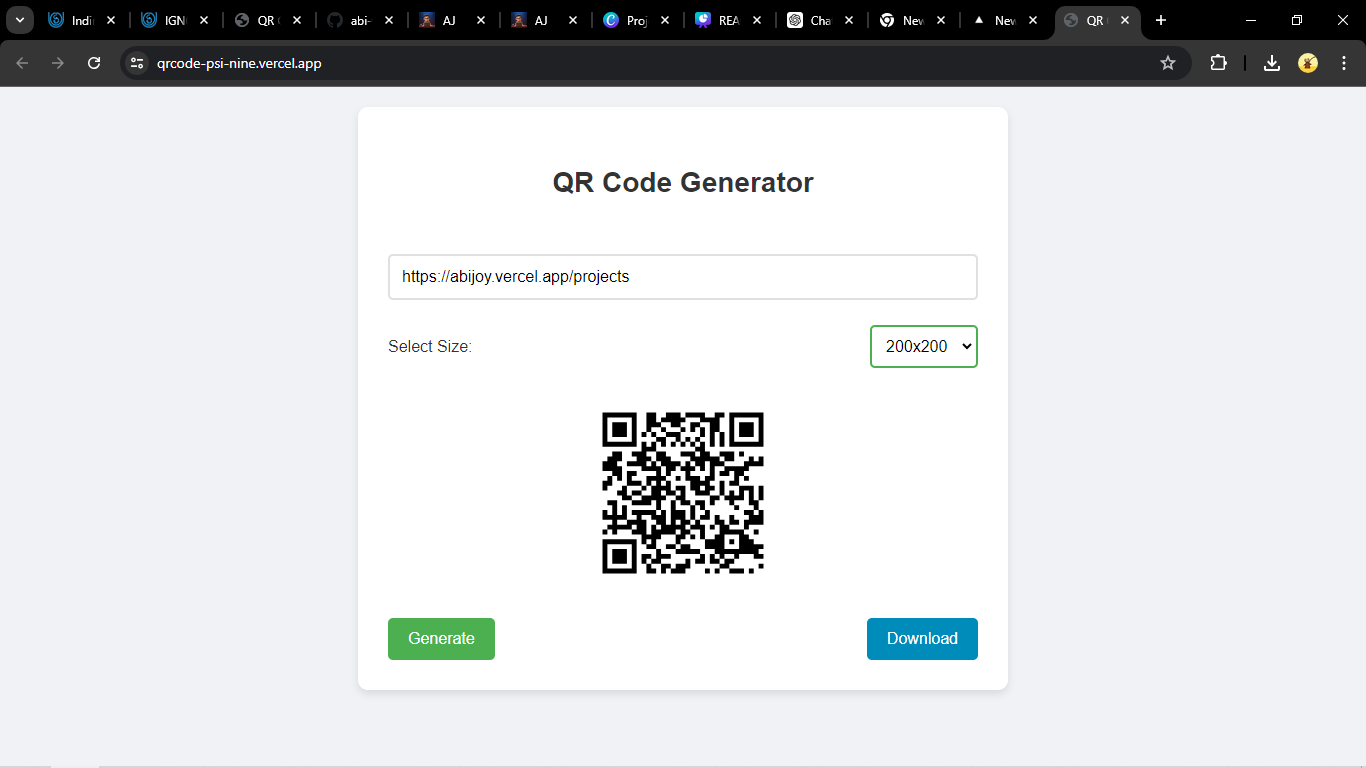 Indi
IGN
QR
abi-
AJ
AJ
Proj
REA
Cha
New
New
QR
qrcode-psi-nine.vercel.app
QR Code Generator
https://abijoy.vercel.app/projects
Select Size:
200x200
Generate
Download